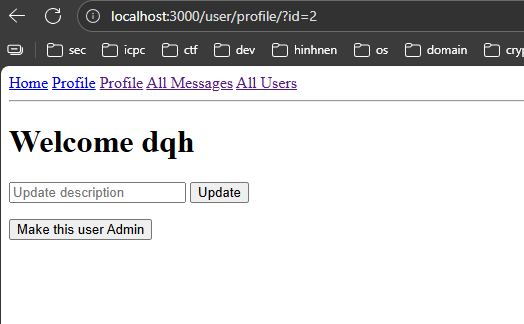 localhost:3000/user/profile/?id=2
sec icpc ctf dev hinhnen os domain cryp
Home Profile Profile All Messages All Users
Welcome dqh
Update description Update
Make this user Admin